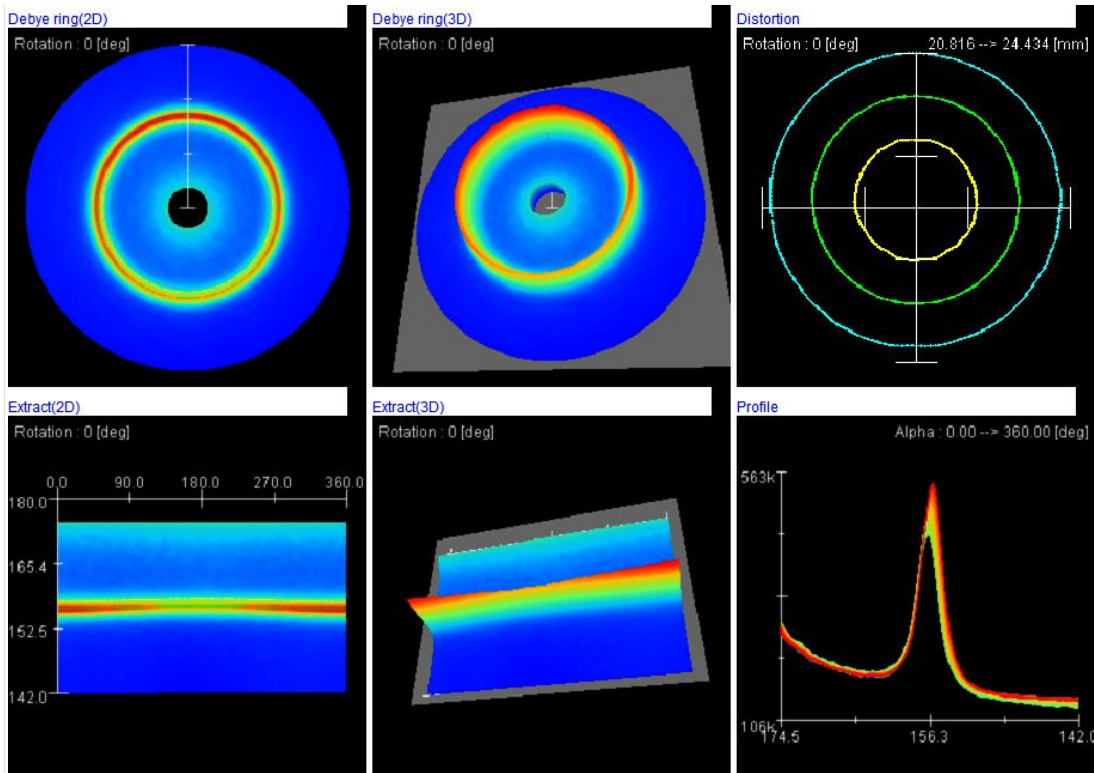 Debye ring(2D)
Rotation : 0 [deg]
Debye ring(3D)
Rotation : 0 [deg]
Distortion
Rotation : 0 [deg]
20.816 --> 24.434 [mm]
Extract(2D)
Rotation : 0 [deg]
0.0 90.0 180.0 270.0 360.0
180.0
165.4
152.5
142.0
Extract(3D)
Rotation : 0 [deg]
Profile
Alpha : 0.00 --> 360.00 [deg]
563k
106k
174.5 156.3 142.0